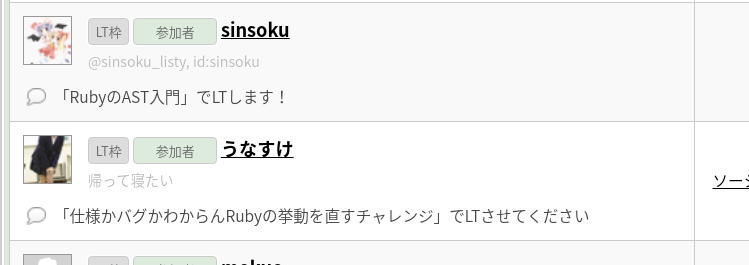 LT枠 参加者 sinsoku
@sinsoku_listy, id:sinsoku
「RubyのAST入門」でLTします！
LT枠 参加者 うなすけ
帰って寝たい
ソー
「仕様かバグかわからんRubyの挙動を直すチャレンジ」でLTさせてください